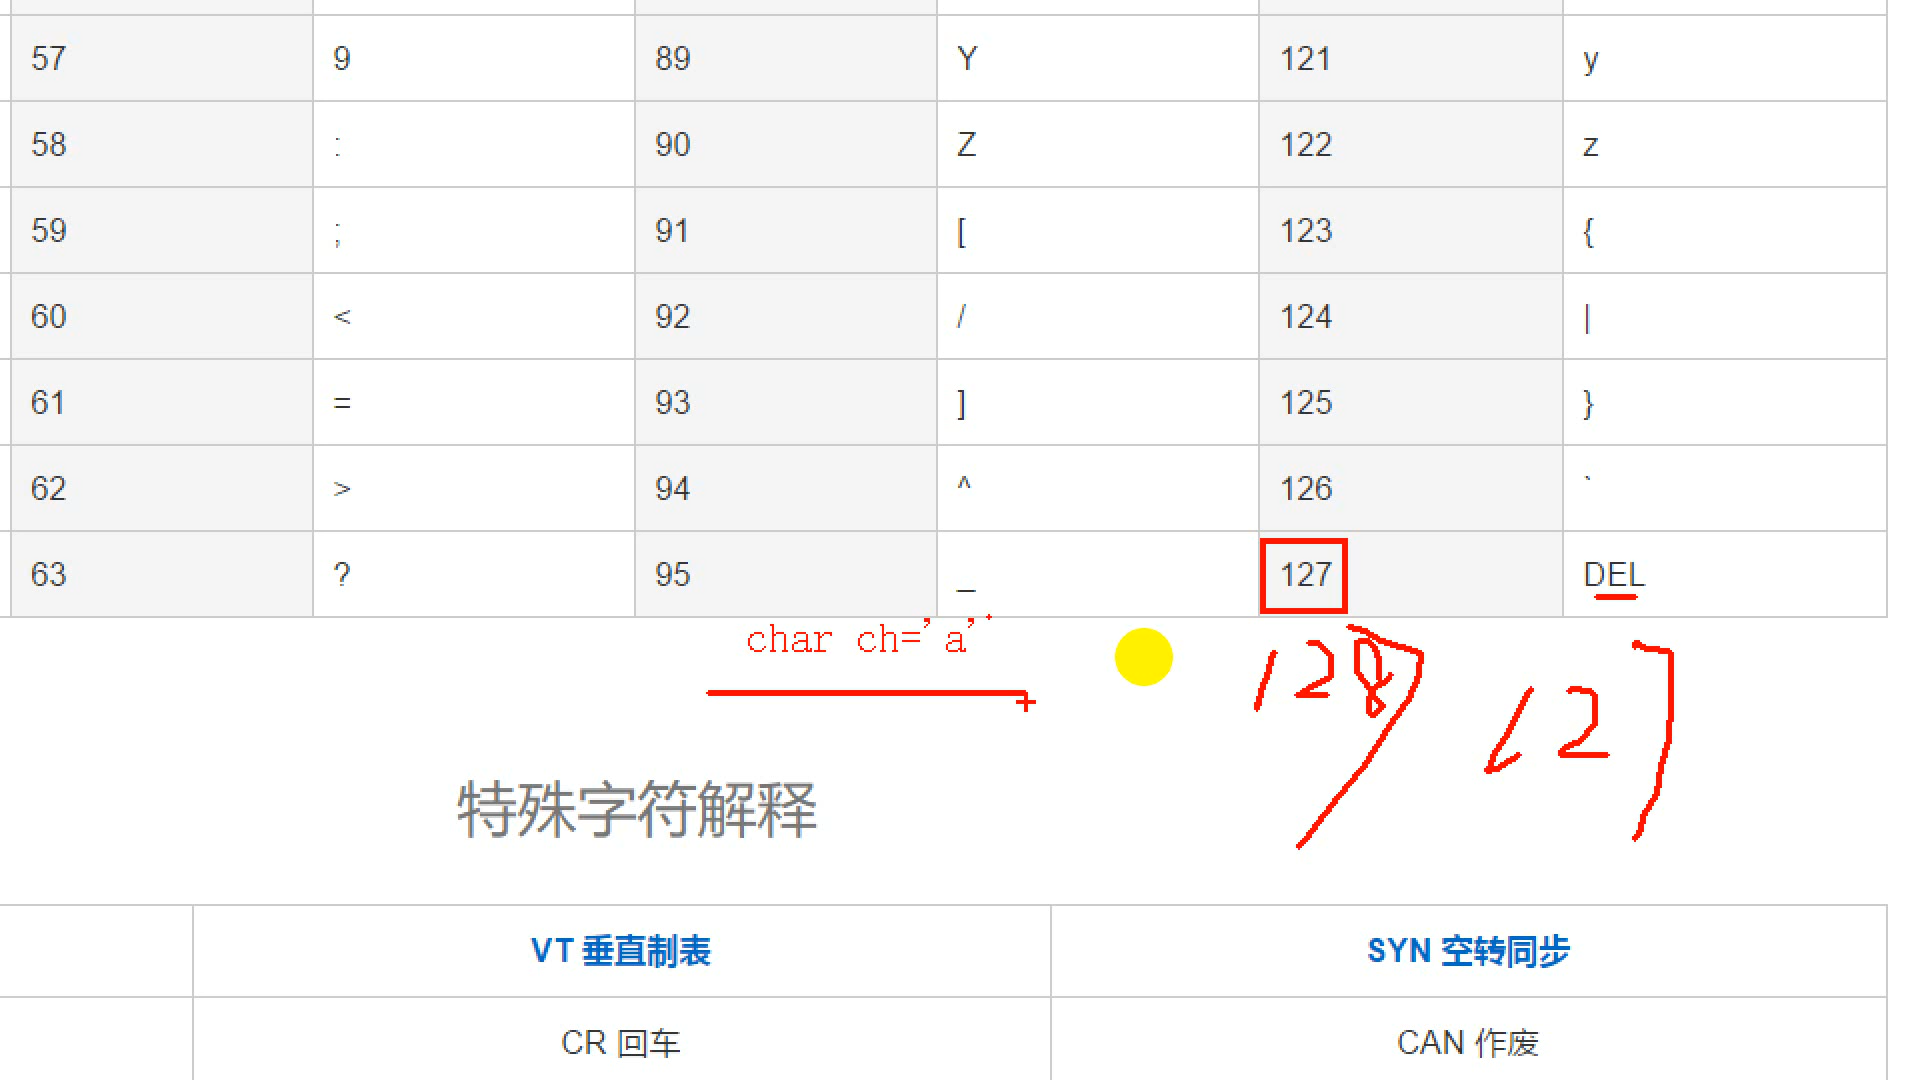 57 9 89 Y 121 y
58 : 90 Z 122 z
59 ; 91 [ 123 {
60 < 92 / 124 |
61 = 93 ] 125 }
62 > 94 ^ 126 `
63 ? 95 _ 127 DEL
char ch='a'
128 127
特殊字符解释
VT 垂直制表 SYN 空转同步
CR 回车 CAN 作废